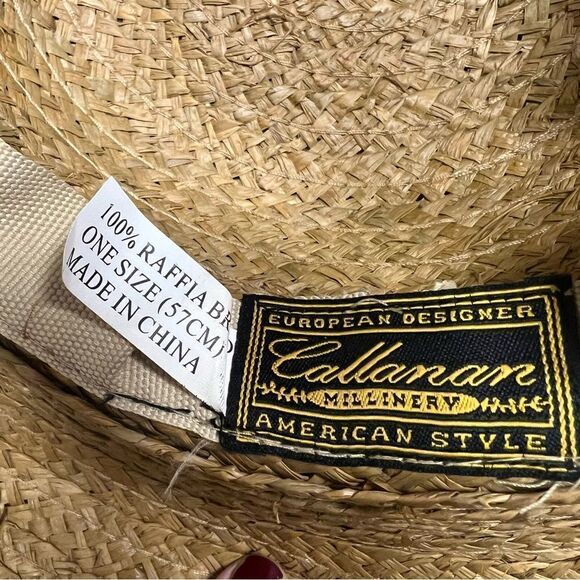 100% RAFFIA
ONE SIZE (57CM)
MADE IN CHINA
EUROPEAN DESIGNER
Callanan
MILLINERY
AMERICAN STYLE